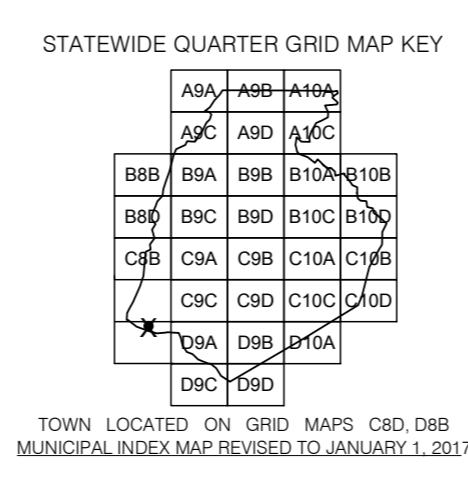 STATEWIDE QUARTER GRID MAP KEY
A9A A9B A10A
A9C A9D A10C
B8B B9A B9B B10A B10B
B8D B9C B9D B10C B10D
C8B C9A C9B C10A C10B
C9C C9D C10C C10D
D9A D9B D10A
D9C D9D
TOWN LOCATED ON GRID MAPS C8D, D8B
MUNICIPAL INDEX MAP REVISED TO JANUARY 1, 2017